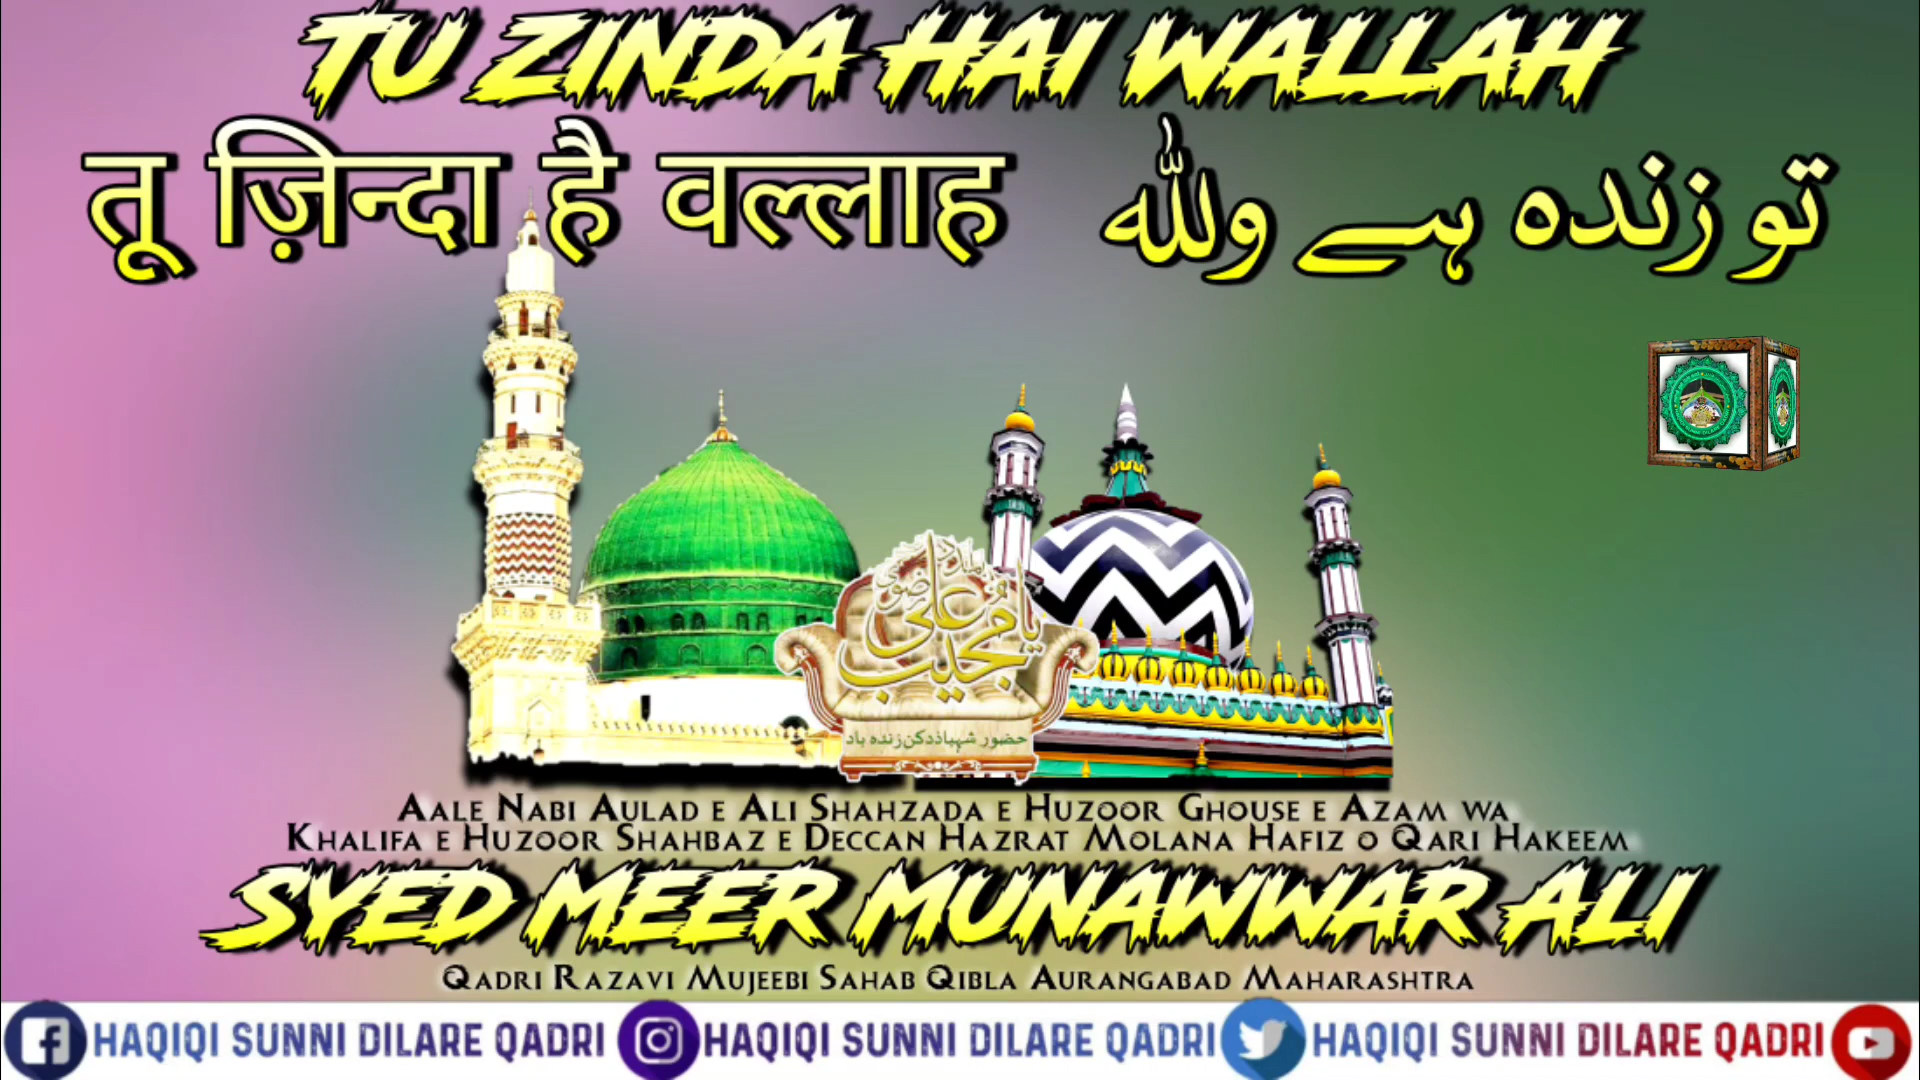 TU ZINDA HAI WALLAH
तू ज़िन्दा है वल्लाह
تو زندہ ہے واللہ
یا مجیب علی رضوی المدد
حضور شہباز دکن زندہ باد
AALE NABI AULAD E ALI SHAHZADA E HUZOOR GHOUSE E AZAM WA
KHALIFA E HUZOOR SHAHBAZ E DECCAN HAZRAT MOLANA HAFIZ O QARI HAKEEM
SYED MEER MUNAWWAR ALI
QADRI RAZAVI MUJEEBI SAHAB QIBLA AURANGABAD MAHARASHTRA
HAQIQI SUNNI DILARE QADRI HAQIQI SUNNI DILARE QADRI HAQIQI SUNNI DILARE QADRI